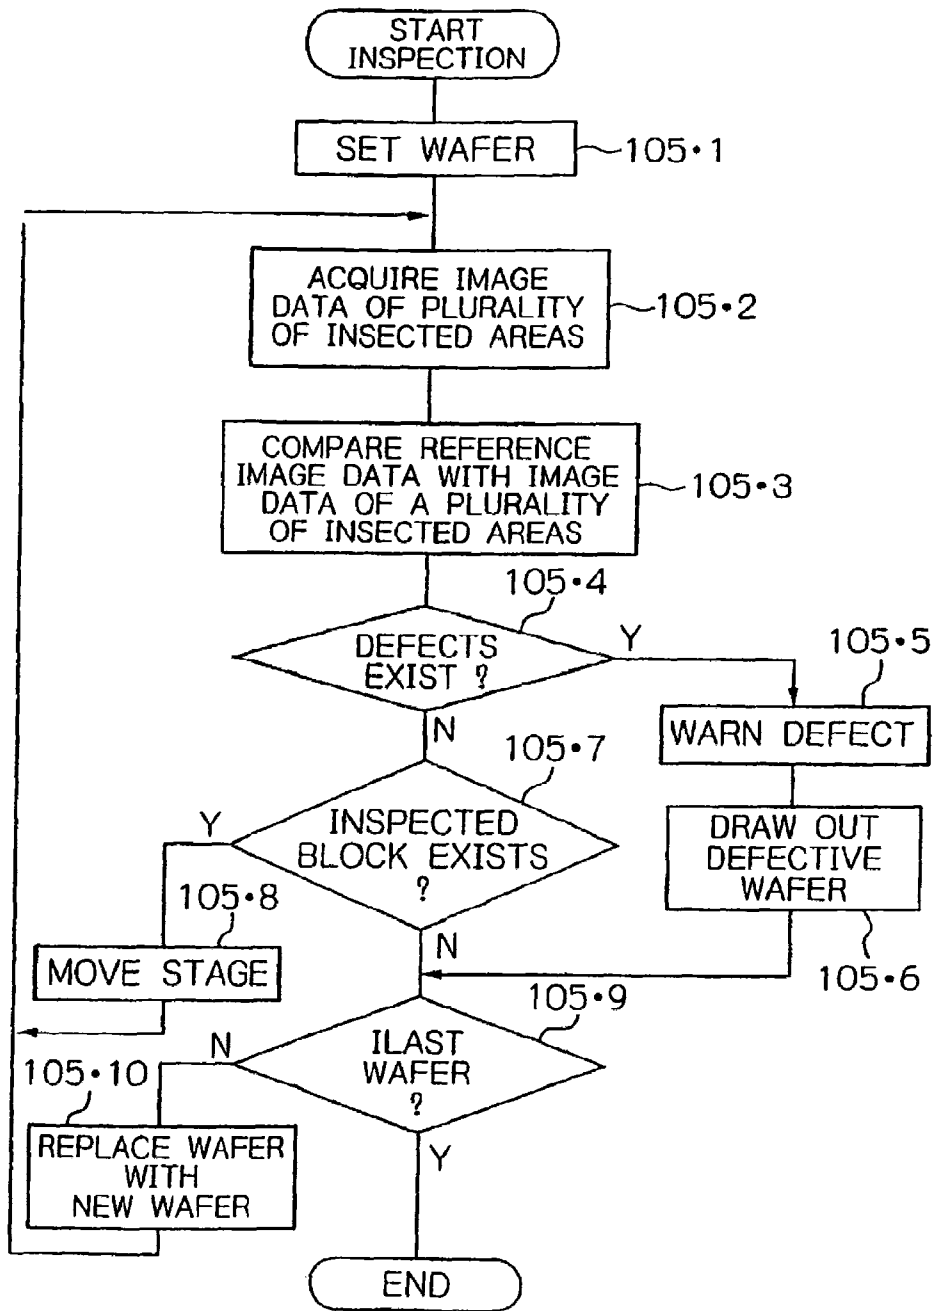 START
INSPECTION
SET WAFER
105•1
ACQUIRE IMAGE
DATA OF PLURALITY
OF INSECTED AREAS
105•2
COMPARE REFERENCE
IMAGE DATA WITH IMAGE
DATA OF A PLURALITY
OF INSECTED AREAS
105•3
105•4
DEFECTS
EXIST ?
Y
N
105•5
WARN DEFECT
105•7
INSPECTED
BLOCK EXISTS
?
Y
N
DRAW OUT
DEFECTIVE
WAFER
105•6
105•8
MOVE STAGE
105•9
ILAST
WAFER
?
N
Y
105•10
REPLACE WAFER
WITH
NEW WAFER
END